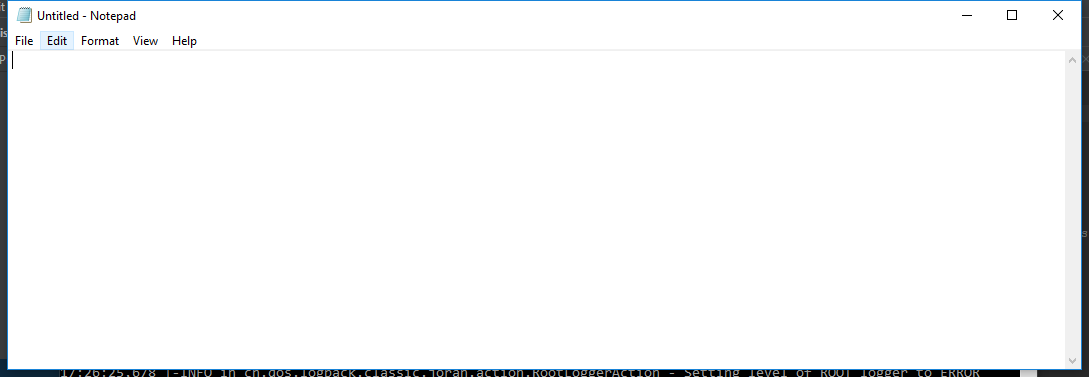 Untitled - Notepad
File Edit Format View Help
17:26:25.678 |-INFO in ch.qos.logback.classic.joran.action.RootLoggerAction - Setting level of ROOT logger to ERROR